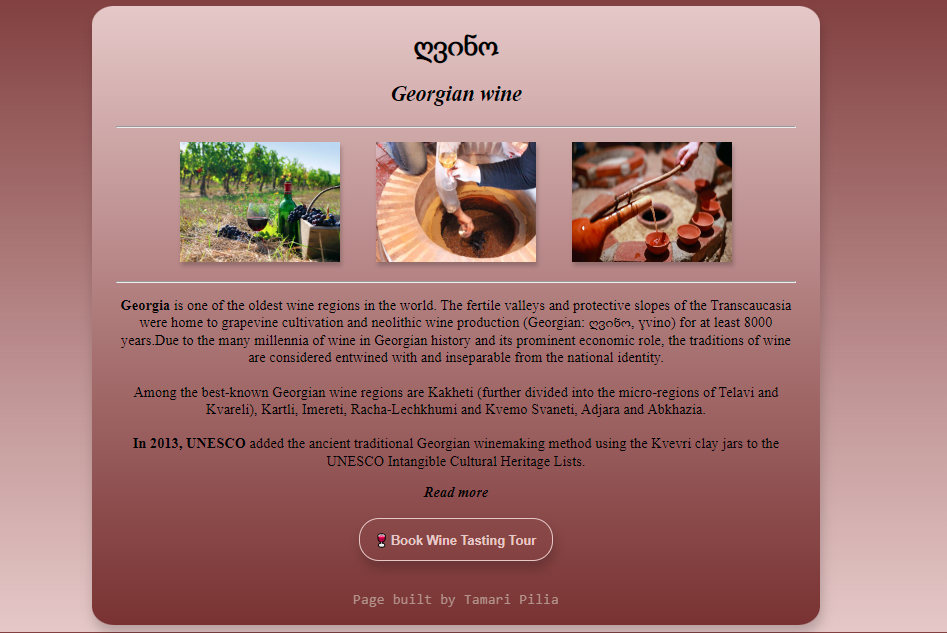 ღვინო
Georgian wine
Georgia is one of the oldest wine regions in the world. The fertile valleys and protective slopes of the Transcaucasia
were home to grapevine cultivation and neolithic wine production (Georgian: ღვინო, ɣvino) for at least 8000
years.Due to the many millennia of wine in Georgian history and its prominent economic role, the traditions of wine
are considered entwined with and inseparable from the national identity.
Among the best-known Georgian wine regions are Kakheti (further divided into the micro-regions of Telavi and
Kvareli), Kartli, Imereti, Racha-Lechkhumi and Kvemo Svaneti, Adjara and Abkhazia.
In 2013, UNESCO added the ancient traditional Georgian winemaking method using the Kvevri clay jars to the
UNESCO Intangible Cultural Heritage Lists.
Read more
🍷Book Wine Tasting Tour
Page built by Tamari Pilia